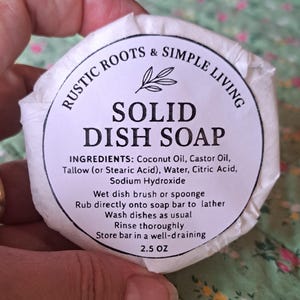 RUSTIC ROOTS & SIMPLE LIVING
SOLID
DISH SOAP
INGREDIENTS: Coconut Oil, Castor Oil,
Tallow (or Stearic Acid), Water, Citric Acid,
Sodium Hydroxide
Wet dish brush or sponge
Rub directly onto soap bar to lather
Wash dishes as usual
Rinse thoroughly
Store bar in a well-draining
2.5 OZ